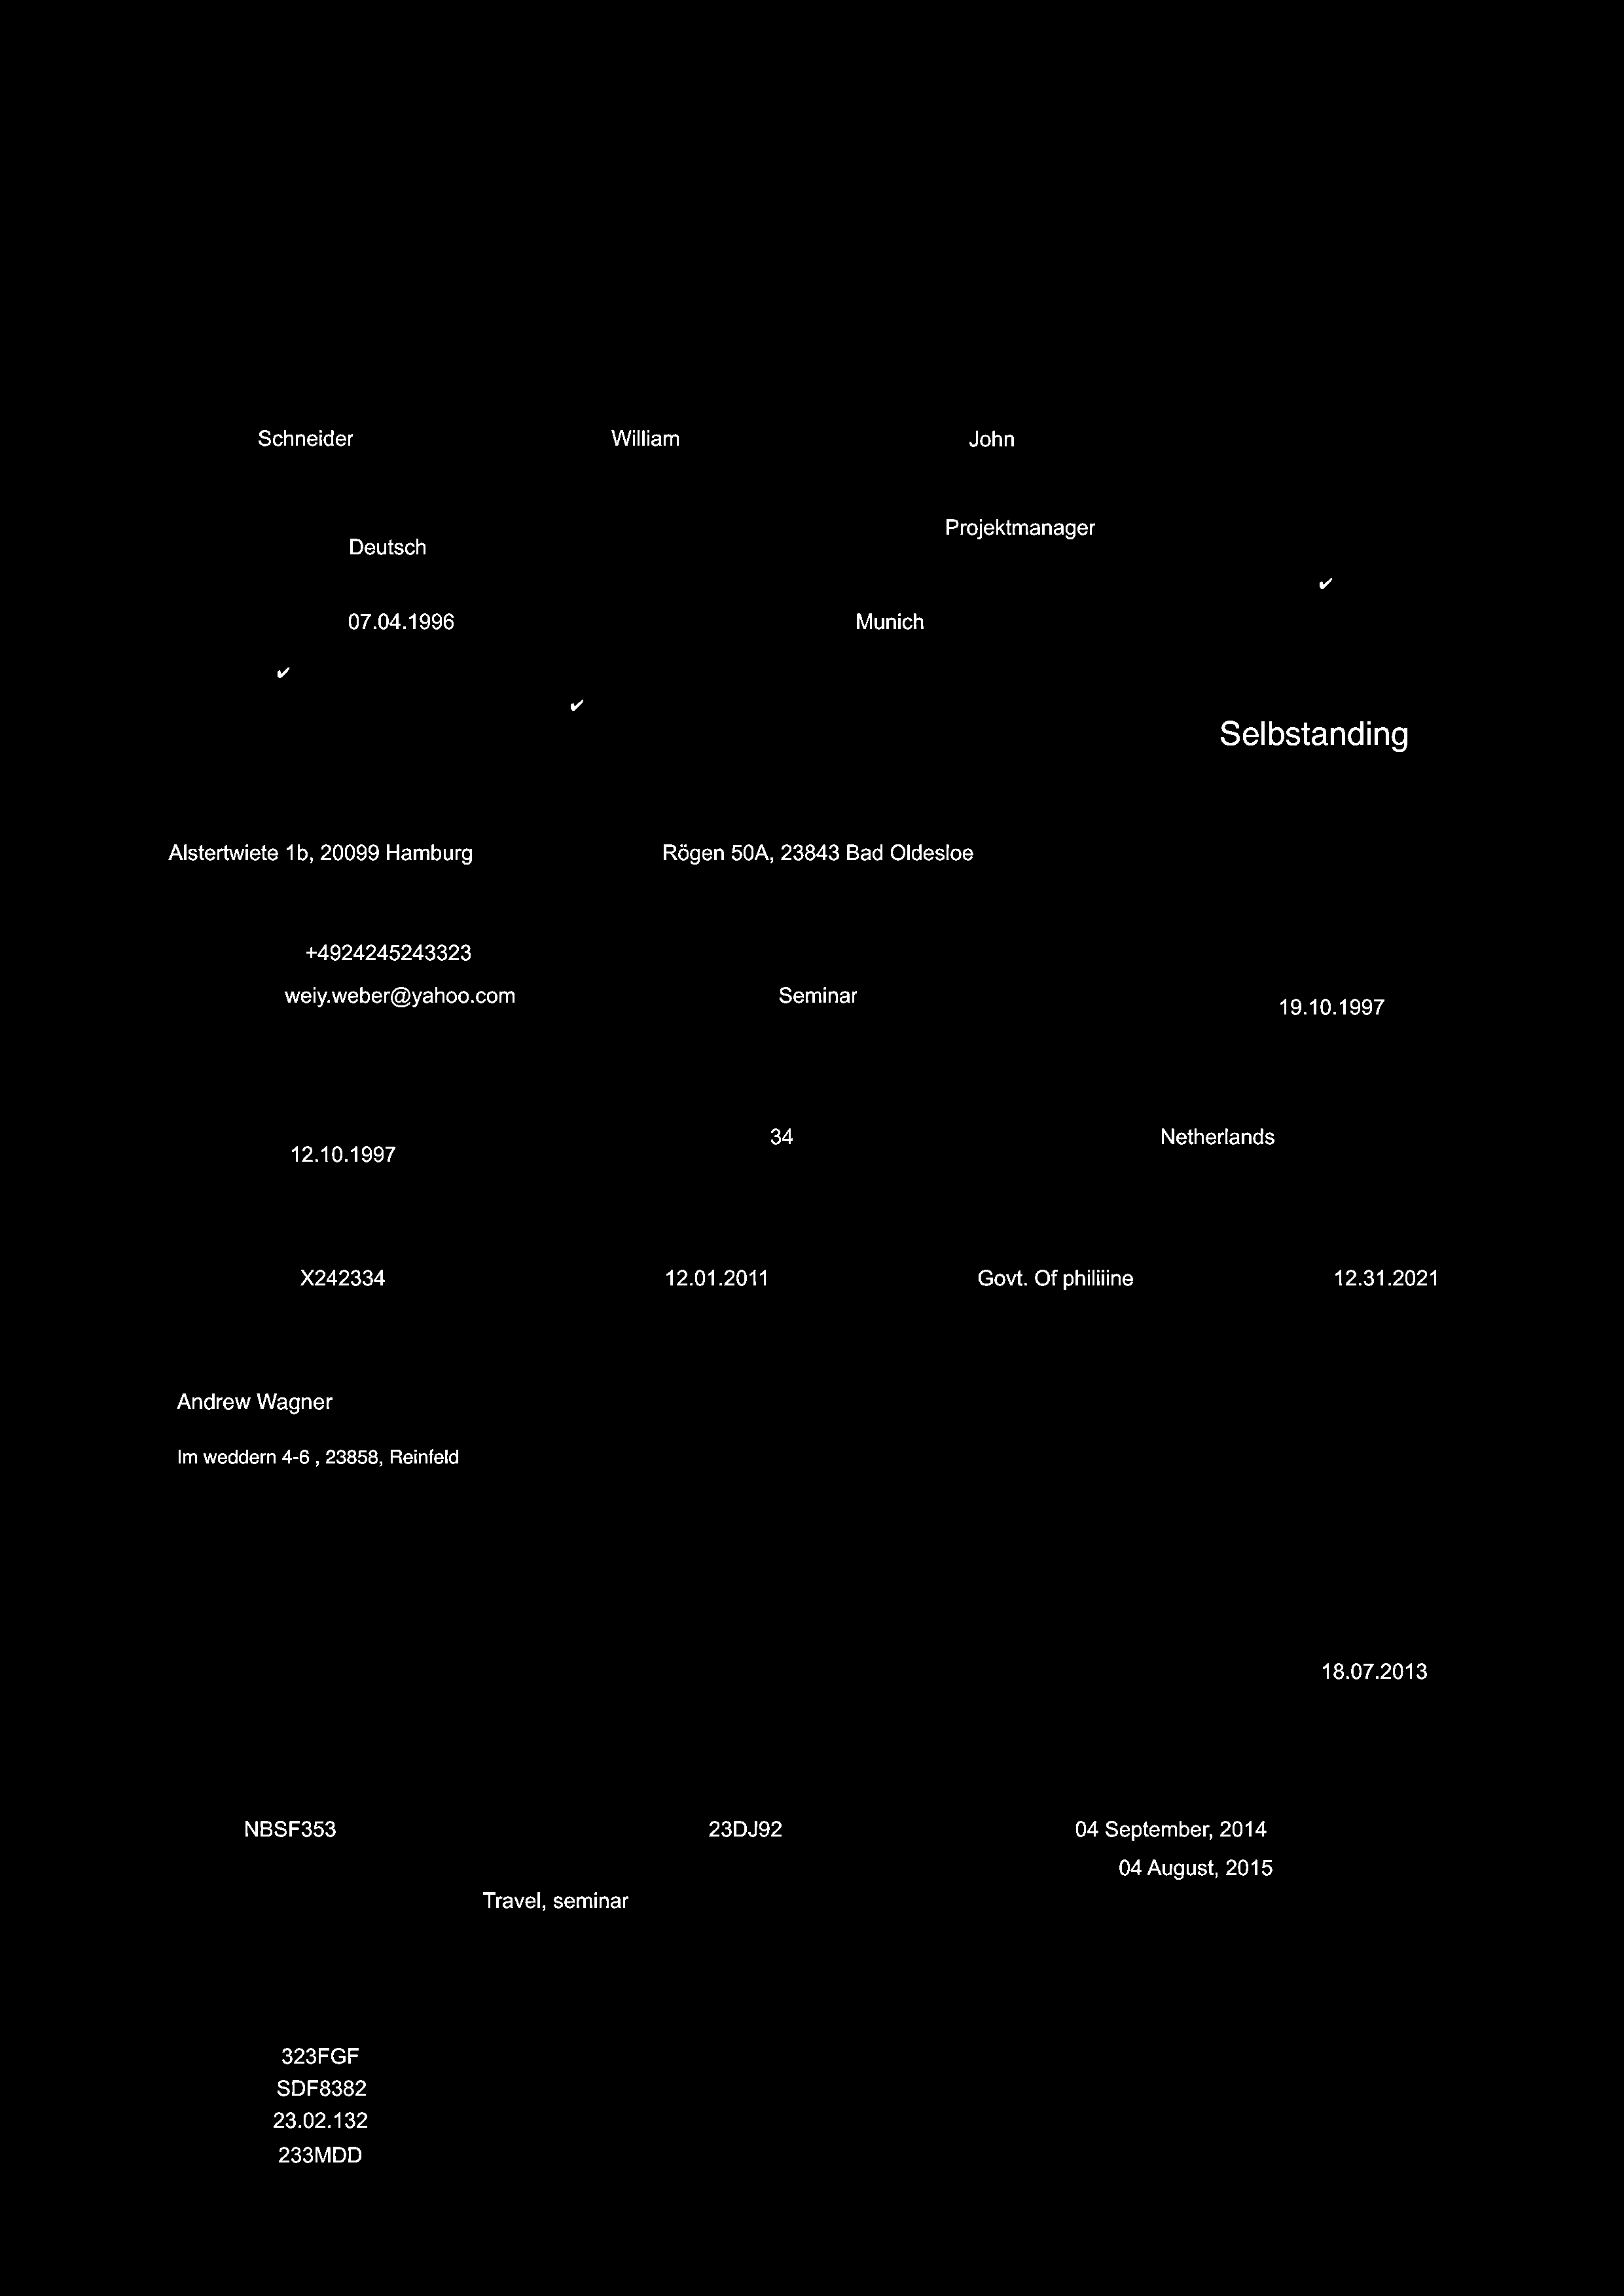 Schneider William John
Projektmanager
Deutsch
✔
07.04.1996 Munich
✔
✔
Selbstanding
Alstertwiete 1b, 20099 Hamburg Rögen 50A, 23843 Bad Oldesloe
+4924245243323
weiy.weber@yahoo.com Seminar
19.10.1997
34 Netherlands
12.10.1997
X242334 12.01.2011 Govt. Of philiiine 12.31.2021
Andrew Wagner
Im weddern 4-6 , 23858, Reinfeld
18.07.2013
NBSF353 23DJ92 04 September, 2014
04 August, 2015
Travel, seminar
323FGF
SDF8382
23.02.132
233MDD